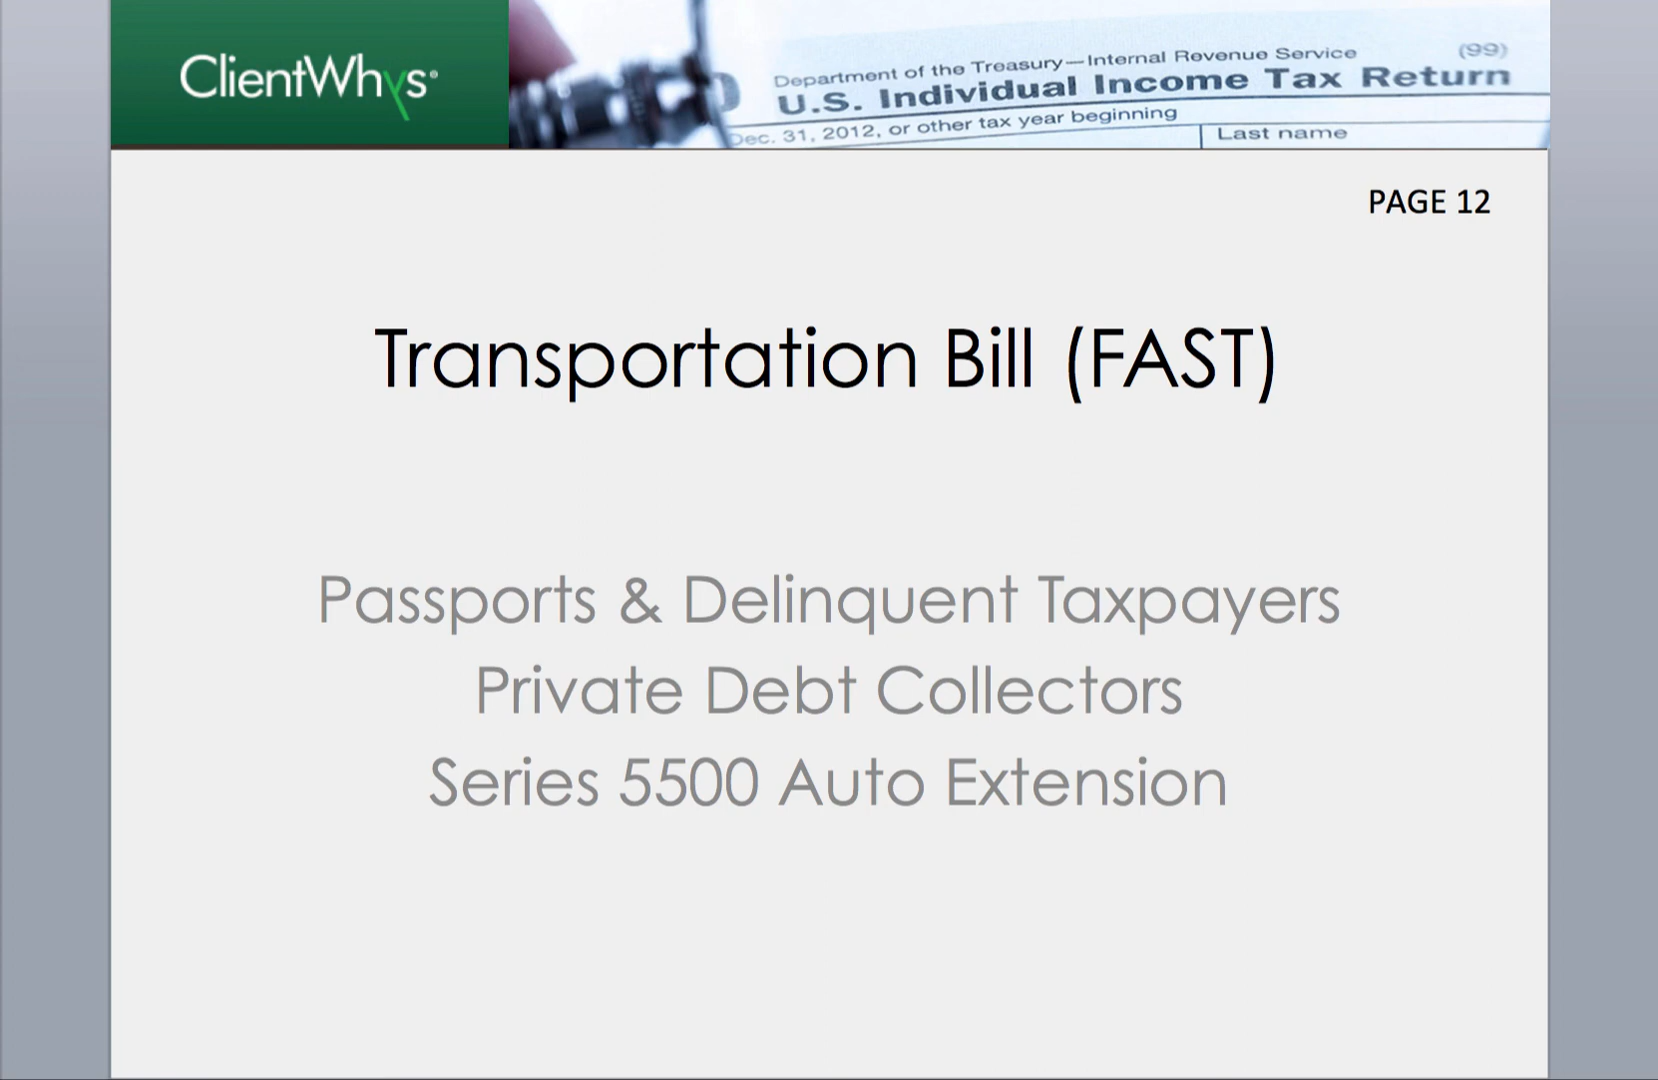 ClientWhys
Department of the Treasury—Internal Revenue Service (99)
U.S. Individual Income Tax Return
Dec. 31, 2012, or other tax year beginning
Last name
PAGE 12
Transportation Bill (FAST)
Passports & Delinquent Taxpayers
Private Debt Collectors
Series 5500 Auto Extension